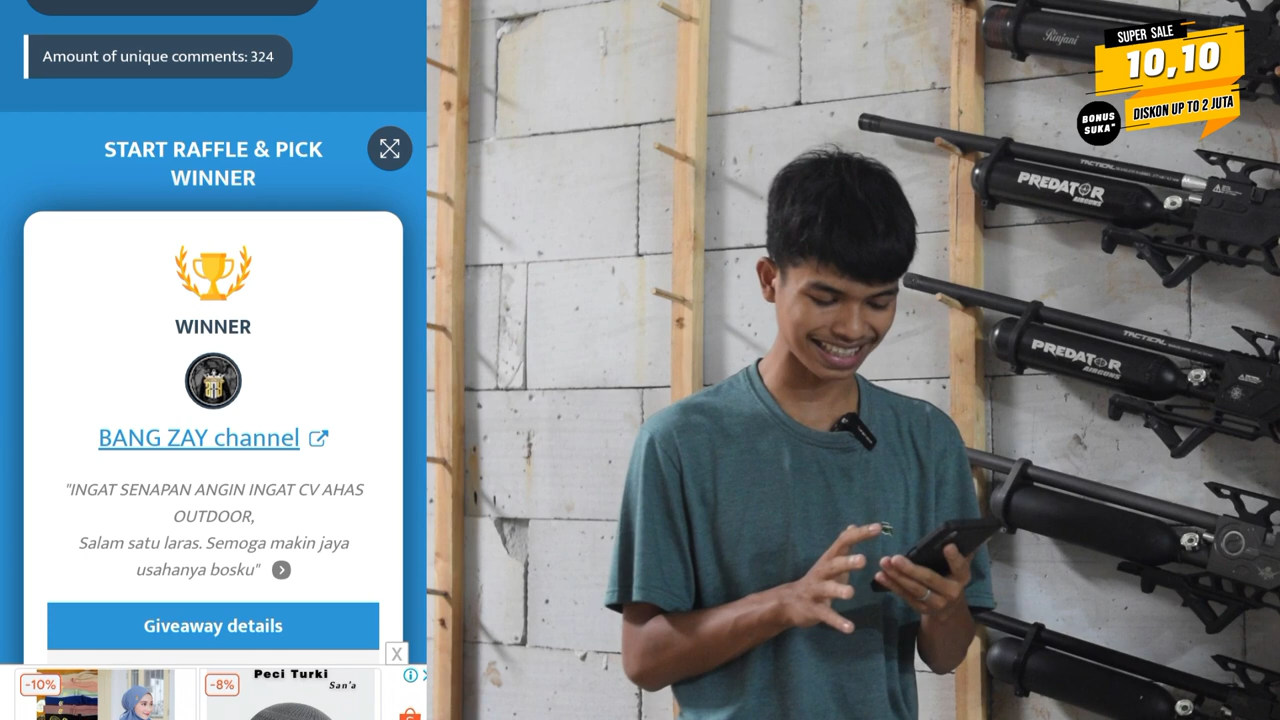 Amount of unique comments: 324
START RAFFLE & PICK
WINNER
WINNER
BANG ZAY channel
"INGAT SENAPAN ANGIN INGAT CV AHAS
OUTDOOR,
Salam satu laras. Semoga makin jaya
usahanya bosku"
Giveaway details
X
-10%
-8%
Peci Turki
San'a
Rinjani
SUPER SALE
10,10
BONUS
SUKA"
DISKON UP TO 2 JUTA
TACTICAL
PREDATOR
AIRGUNS
TACTICAL
PREDATOR
AIRGUNS